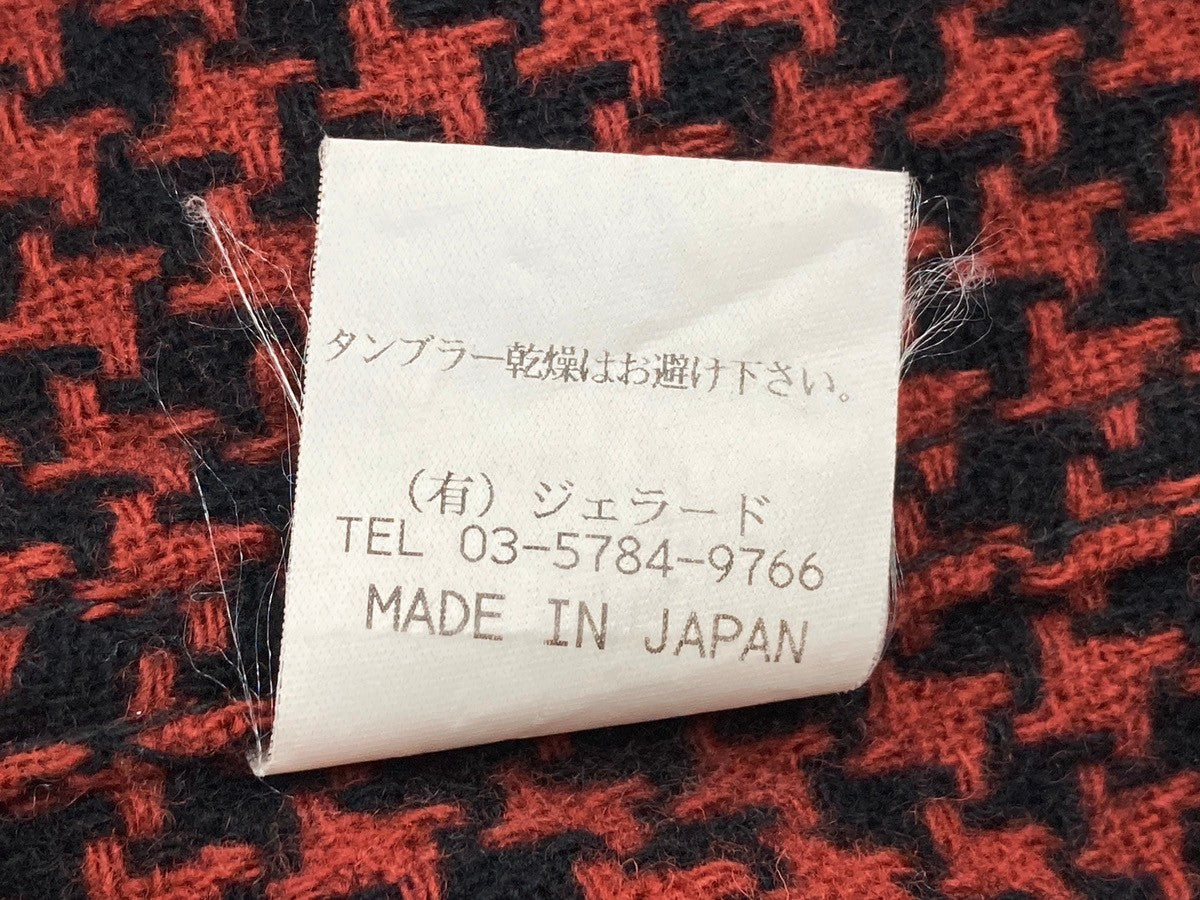 タンブラー乾燥はお避け下さい。
(有) ジェラード
TEL 03-5784-9766
MADE IN JAPAN